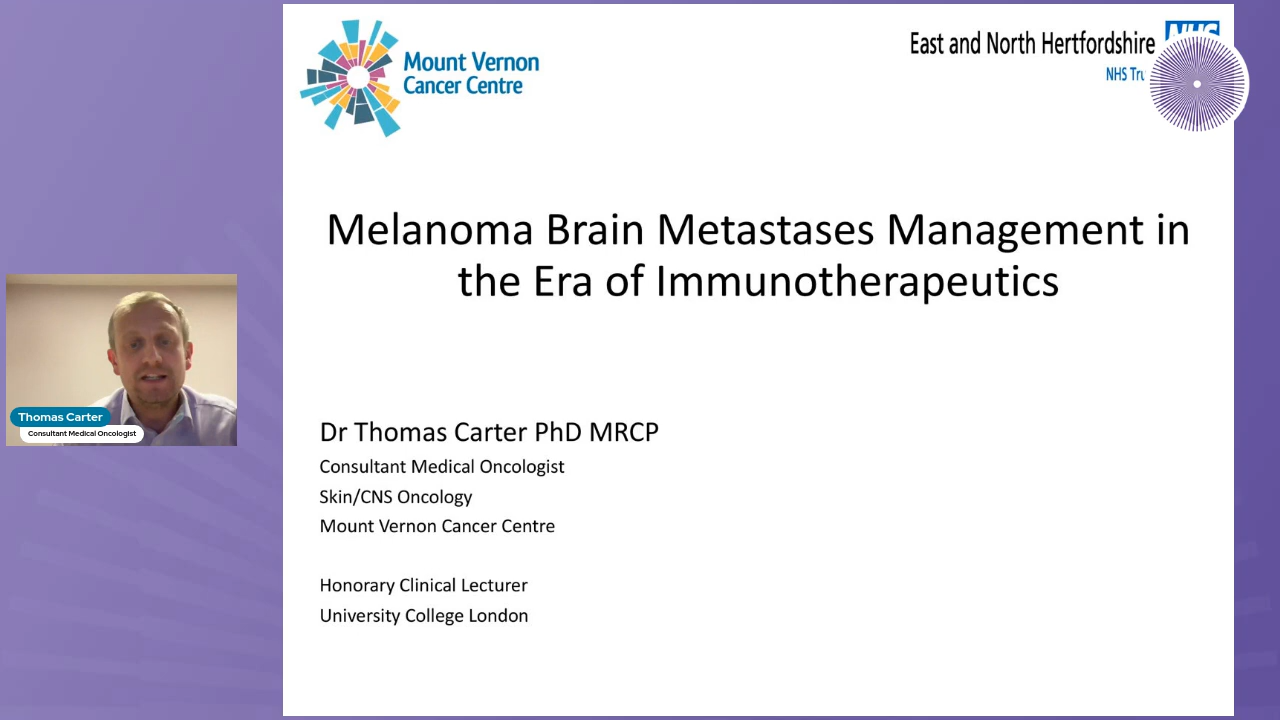 Mount Vernon
Cancer Centre
East and North Hertfordshire
NHS
Melanoma Brain Metastases Management in
the Era of Immunotherapeutics
Thomas Carter
Consultant Medical Oncologist
Dr Thomas Carter PhD MRCP
Consultant Medical Oncologist
Skin/CNS Oncology
Mount Vernon Cancer Centre
Honorary Clinical Lecturer
University College London